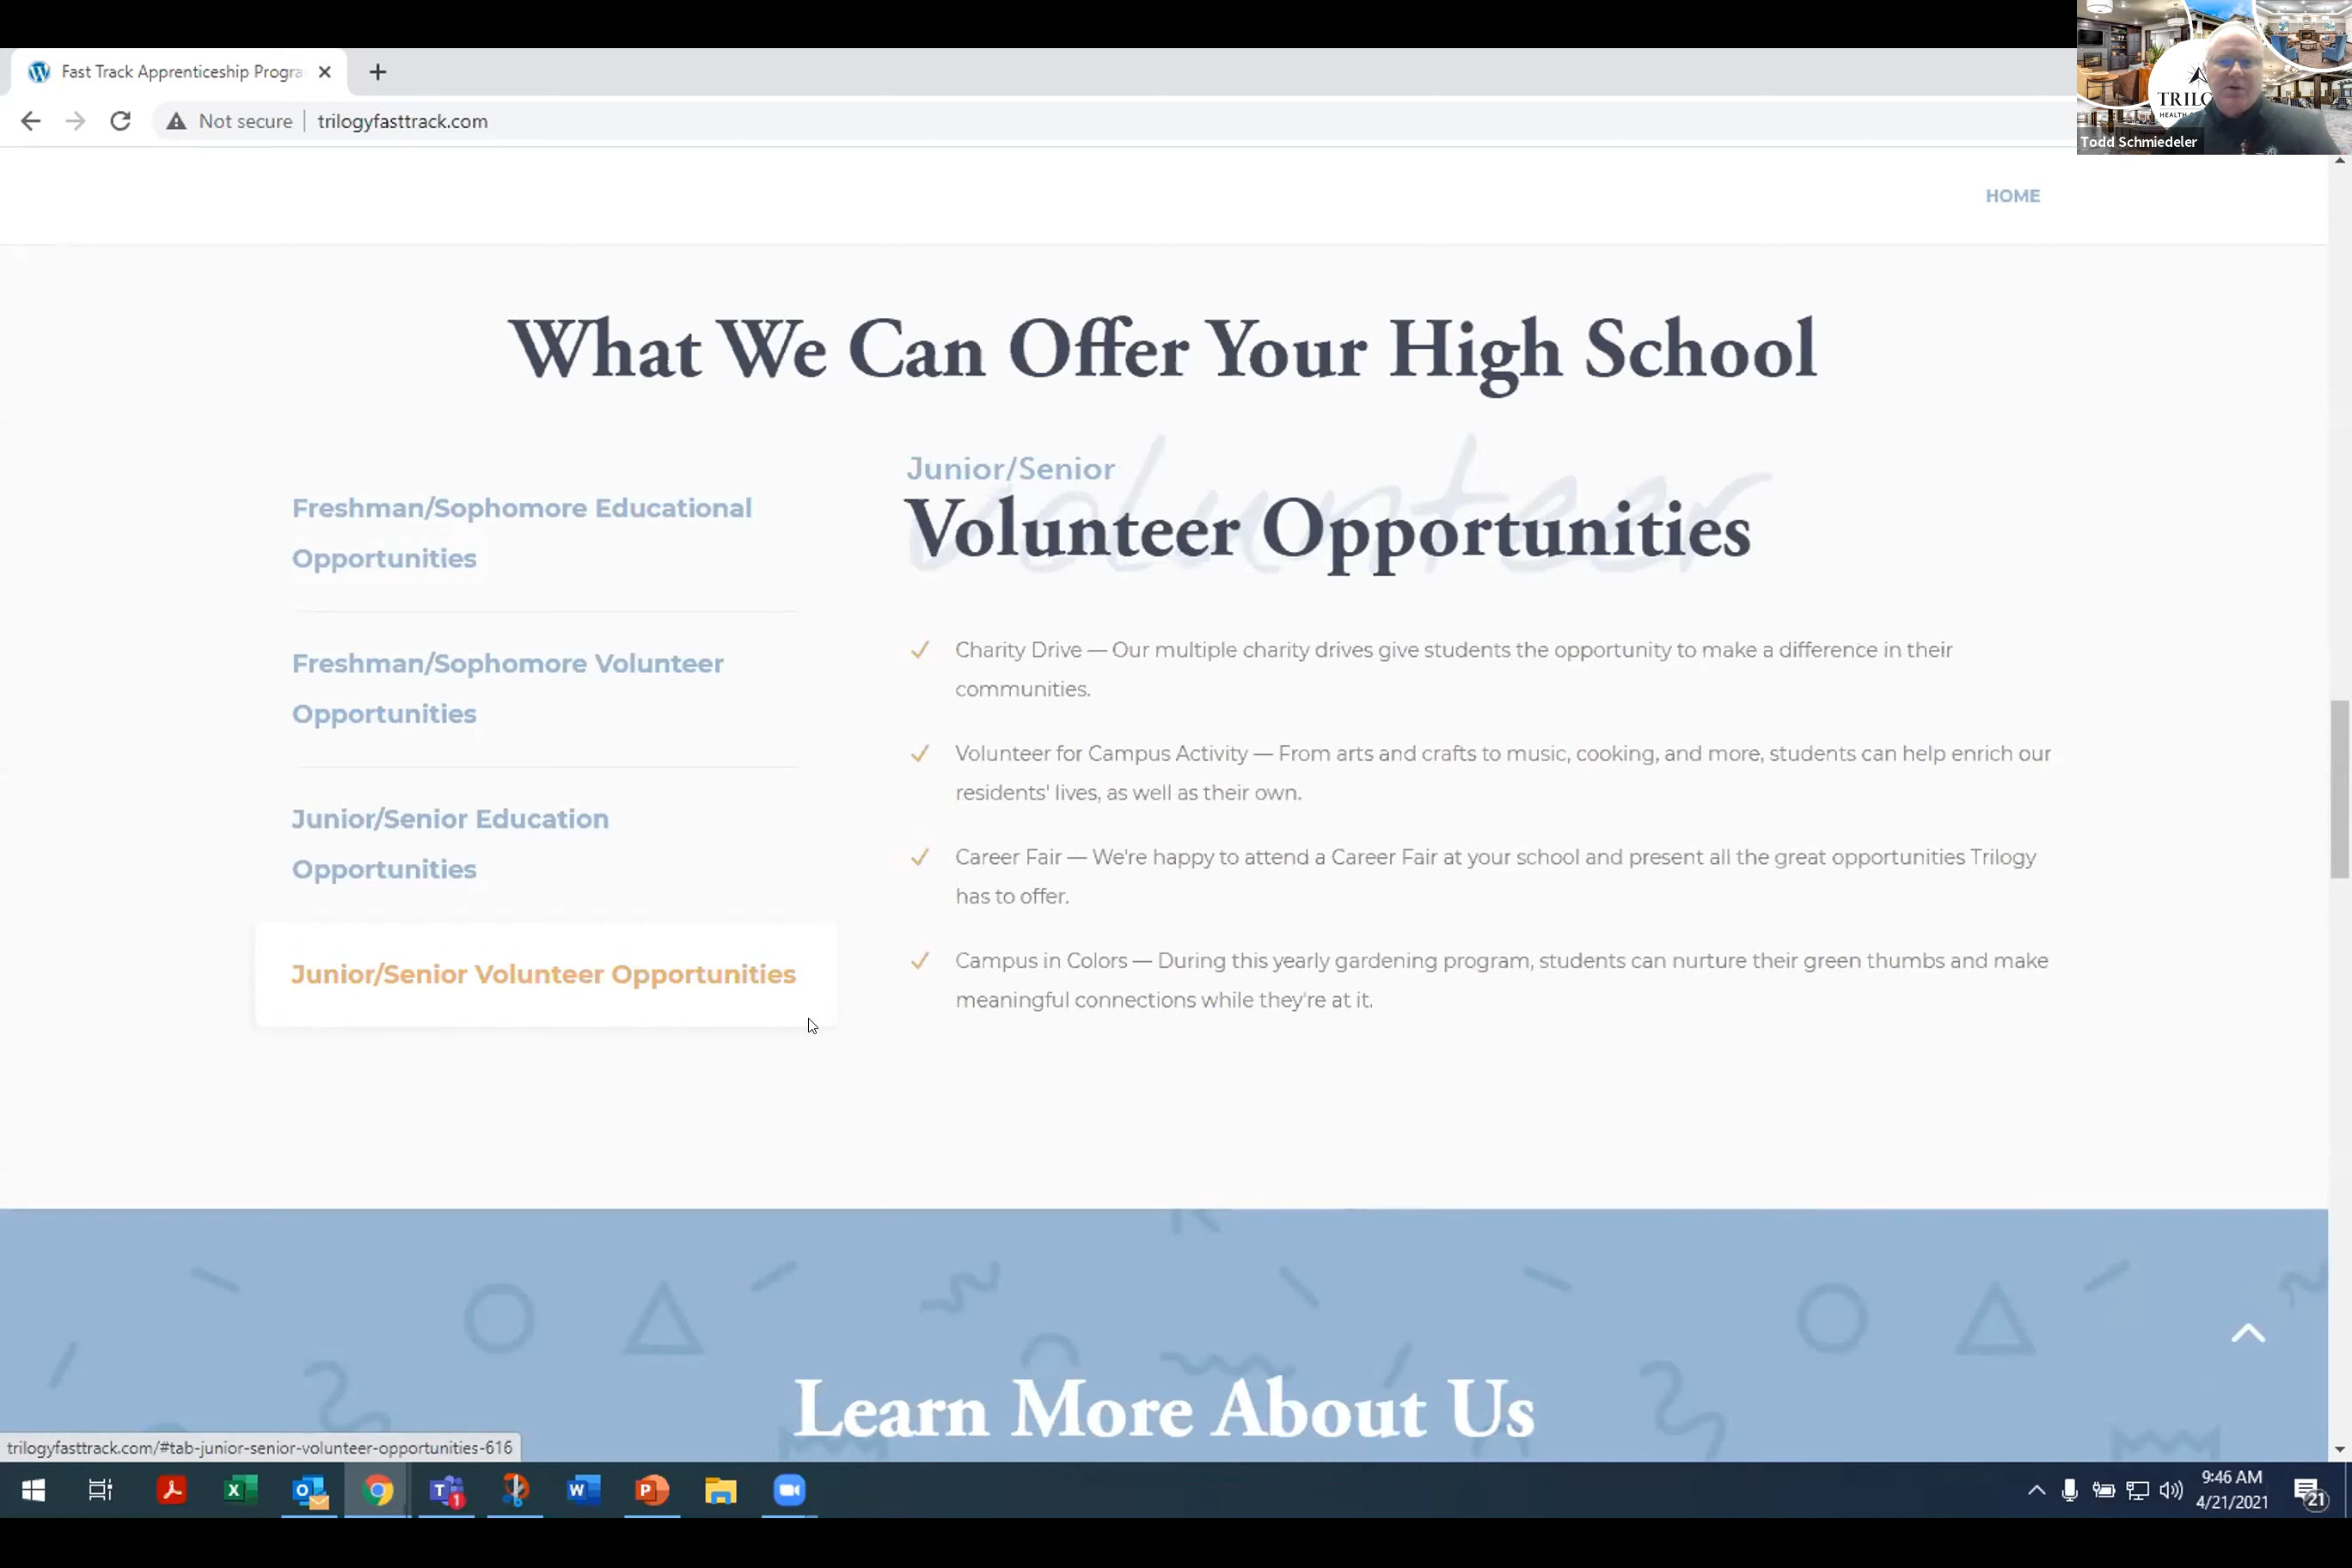 Fast Track Apprenticeship Progra
Not secure
trilogyfasttrack.com
TRILO
HEALTH
Todd Schmiedeler
HOME
What We Can Offer Your High School
Freshman/Sophomore Educational
Opportunities
Freshman/Sophomore Volunteer
Opportunities
Junior/Senior Education
Opportunities
Junior/Senior Volunteer Opportunities
volunteer
Junior/Senior
Volunteer Opportunities
Charity Drive — Our multiple charity drives give students the opportunity to make a difference in their
communities.
Volunteer for Campus Activity — From arts and crafts to music, cooking, and more, students can help enrich our
residents' lives, as well as their own.
Career Fair — We're happy to attend a Career Fair at your school and present all the great opportunities Trilogy
has to offer.
Campus in Colors — During this yearly gardening program, students can nurture their green thumbs and make
meaningful connections while they're at it.
Learn More About Us
trilogyfasttrack.com/#tab-junior-senior-volunteer-opportunities-616
9:46 AM
4/21/2021
21